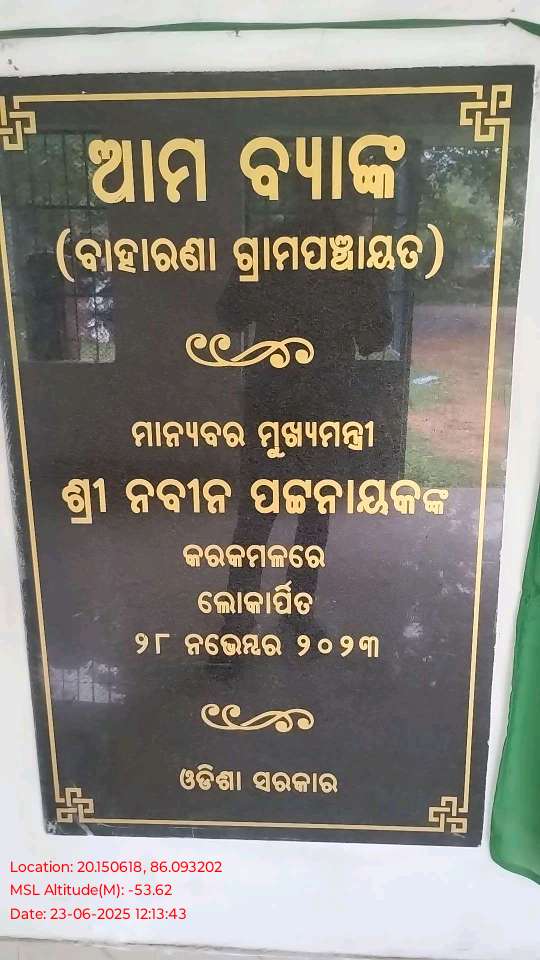 ଆମ ବ୍ୟାଙ୍କ
(ବାହାରଣା ଗ୍ରାମପଞ୍ଚାୟତ)
ମାନ୍ୟବର ମୁଖ୍ୟମନ୍ତ୍ରୀ
ଶ୍ରୀ ନବୀନ ପଟ୍ଟନାୟକଙ୍କ
କରକମଳରେ
ଲୋକାର୍ପିତ
୨୮ ନଭେମ୍ବର ୨୦୨୩
ଓଡିଶା ସରକାର
Location: 20.150618, 86.093202
MSL Altitude(M): -53.62
Date: 23-06-2025 12:13:43